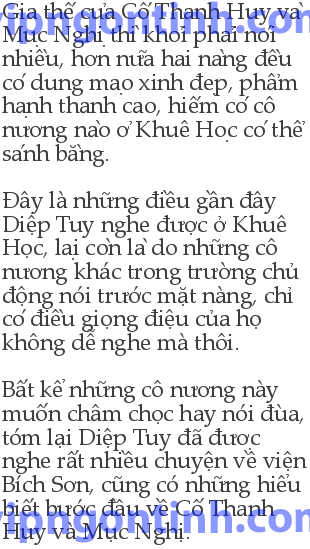 Gia thế của Cố Thanh Huy và
Mục Nghi thì khỏi phải nói
nhiều, hơn nữa hai nàng đều
có dung mạo xinh đẹp, phẩm
hạnh thanh cao, hiếm có cô
nương nào ở Khuê Học có thể
sánh bằng.

Đây là những điều gần đây
Diệp Tuy nghe được ở Khuê
Học, lại còn là do những cô
nương khác trong trường chủ
động nói trước mặt nàng, chỉ
có điều giọng điệu của họ
không dễ nghe mà thôi.

Bất kể những cô nương này
muốn châm chọc hay nói đùa,
tóm lại Diệp Tuy đã được
nghe rất nhiều chuyện về viện
Bích Sơn, cũng có những hiểu
biết bước đầu về Cố Thanh
Huy và Mục Nghi.